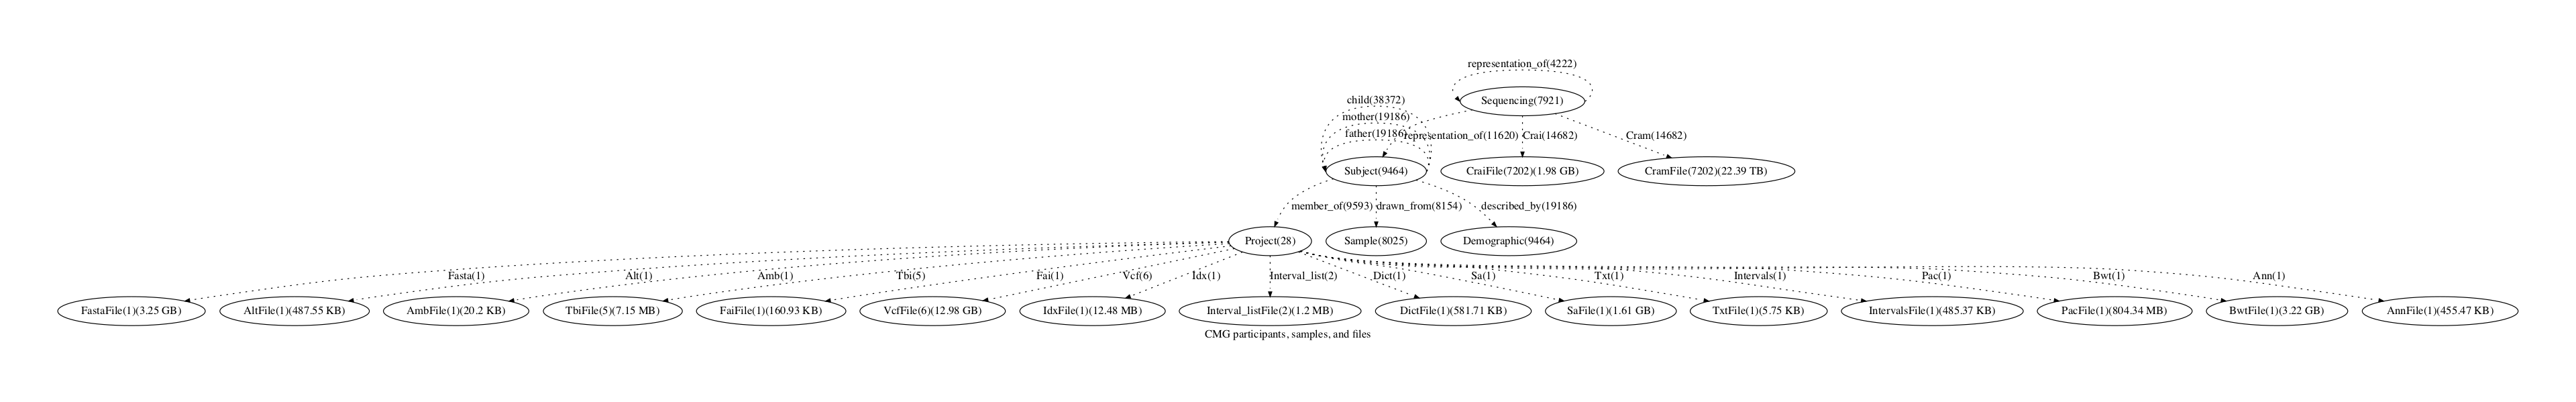 representation_of(4222)
Sequencing(7921)
child(38372)
mother(19186)
father(19186)
representation_of(11620)
Crai(14682)
Cram(14682)
Subject(9464)
CraiFile(7202)(1.98 GB)
CramFile(7202)(22.39 TB)
member_of(9593)
drawn_from(8154)
described_by(19186)
Project(28)
Sample(8025)
Demographic(9464)
Fasta(1)
Alt(1)
Amb(1)
Tbi(5)
Fai(1)
Vcf(6)
Idx(1)
Interval_list(2)
Dict(1)
Sa(1)
Txt(1)
Intervals(1)
Pac(1)
Bwt(1)
Ann(1)
FastaFile(1)(3.25 GB)
AltFile(1)(487.55 KB)
AmbFile(1)(20.2 KB)
TbiFile(5)(7.15 MB)
FaiFile(1)(160.93 KB)
VcfFile(6)(12.98 GB)
IdxFile(1)(12.48 MB)
Interval_listFile(2)(1.2 MB)
DictFile(1)(581.71 KB)
SaFile(1)(1.61 GB)
TxtFile(1)(5.75 KB)
IntervalsFile(1)(485.37 KB)
PacFile(1)(804.34 MB)
BwtFile(1)(3.22 GB)
AnnFile(1)(455.47 KB)
CMG participants, samples, and files